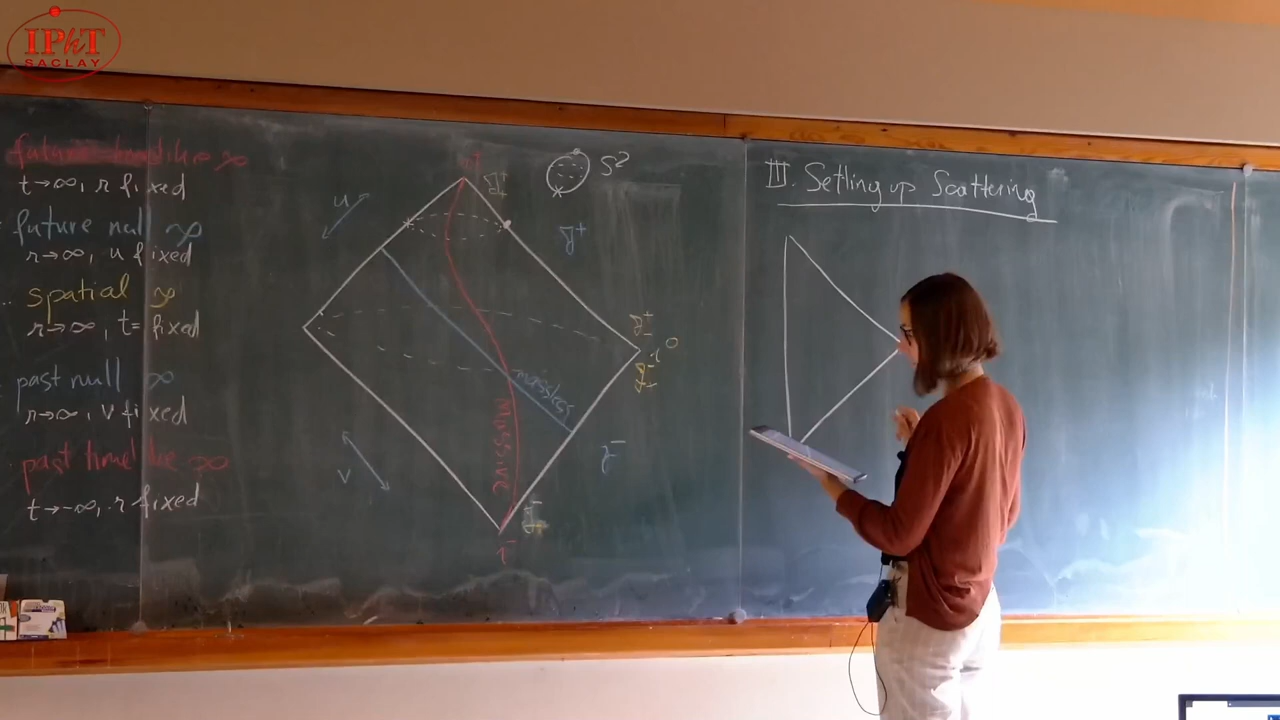 IPhT
SACLAY
future timelike ∞
t→∞, r fixed
future null ∞
r→∞, u fixed
spatial ∞
r→∞, t= fixed
past null ∞
r→∞, v fixed
past timelike ∞
t→-∞, r fixed
u
v
i⁺
𝓘⁺₊
S²
𝓘⁺
𝓘⁺₋
i⁰
𝓘⁻₊
massless
massive
𝓘⁻
𝓘⁻₋
i⁻
III. Setting up Scattering